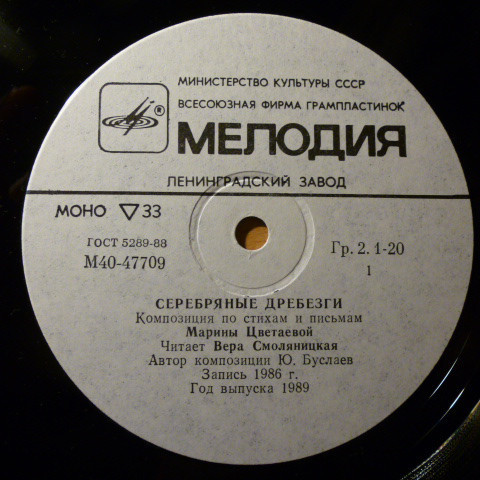 МИНИСТЕРСТВО КУЛЬТУРЫ СССР
ВСЕСОЮЗНАЯ ФИРМА ГРАМПЛАСТИНОК
®
МЕЛОДИЯ
ЛЕНИНГРАДСКИЙ ЗАВОД
МОНО ▽33
ГОСТ 5289-88
М40-47709
Гр. 2. 1-20
1
СЕРЕБРЯНЫЕ ДРЕБЕЗГИ
Композиция по стихам и письмам
Марины Цветаевой
Читает Вера Смоляницкая
Автор композиции Ю. Буслаев
Запись 1986 г.
Год выпуска 1989